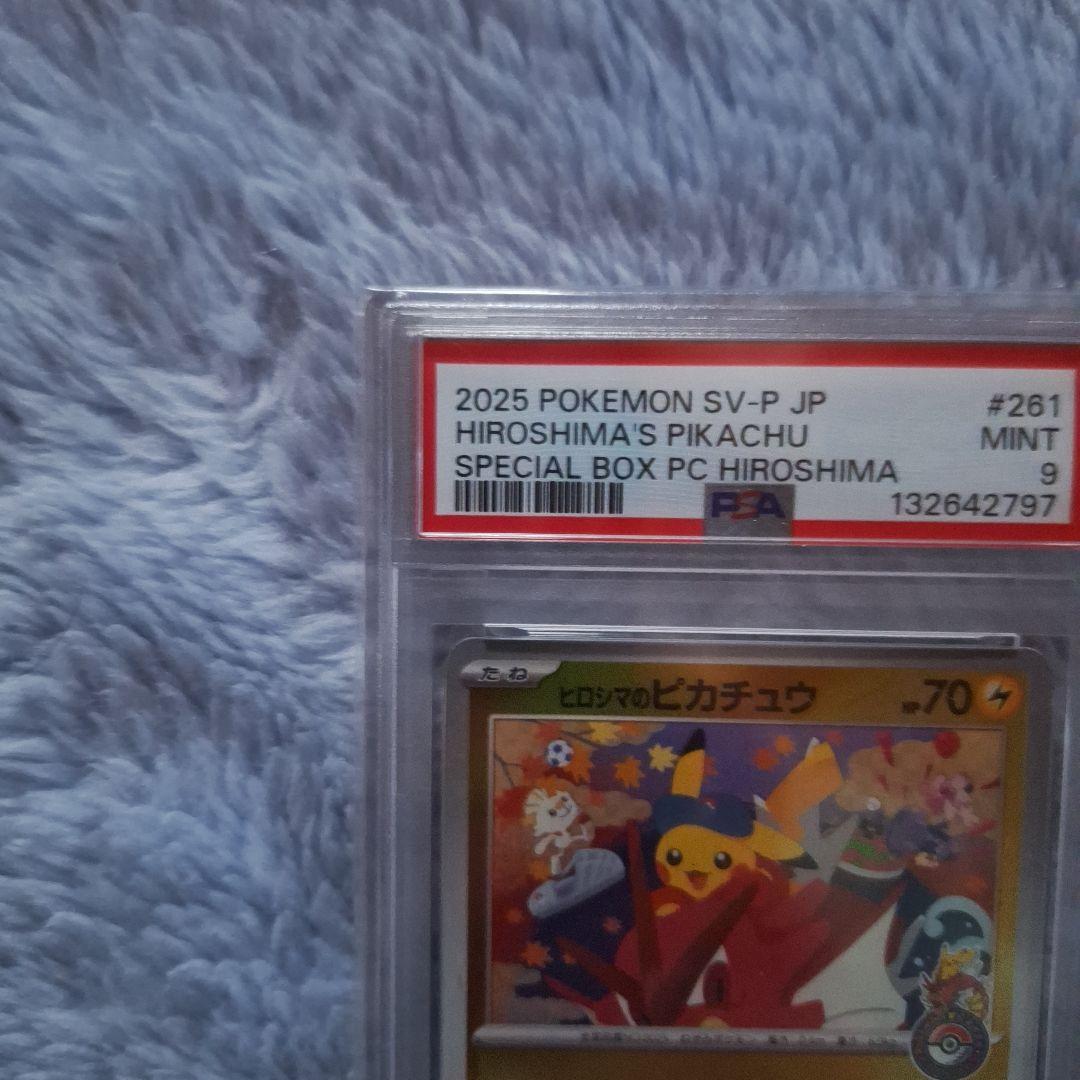 2025 POKEMON SV-P JP #261
HIROSHIMA'S PIKACHU MINT
SPECIAL BOX PC HIROSHIMA 9
PSA 132642797
たね ヒロシマのピカチュウ HP70